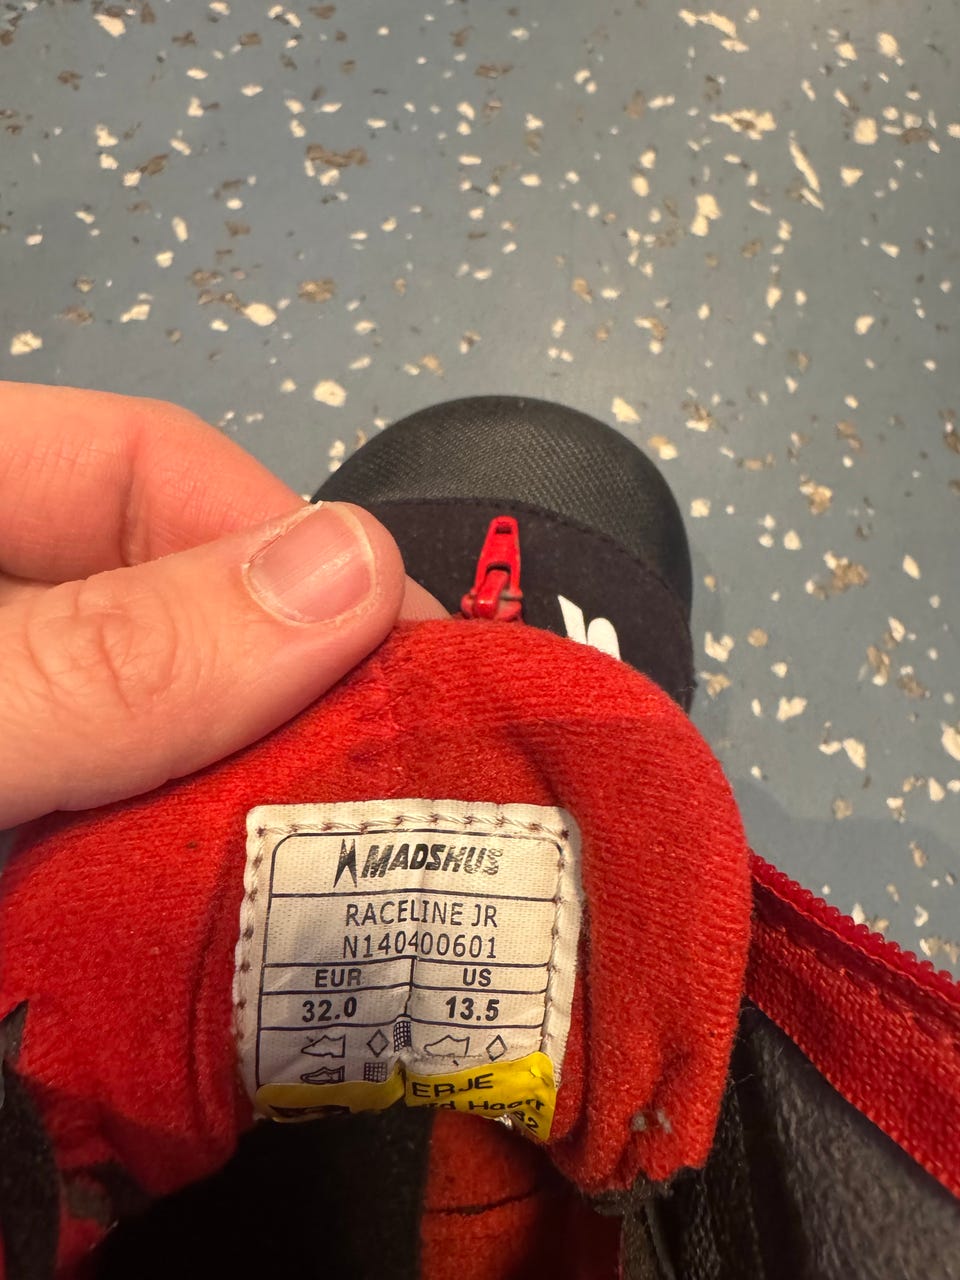 MADSHUS
RACELINE JR
N140400601
EUR US
32.0 13.5
ERJE